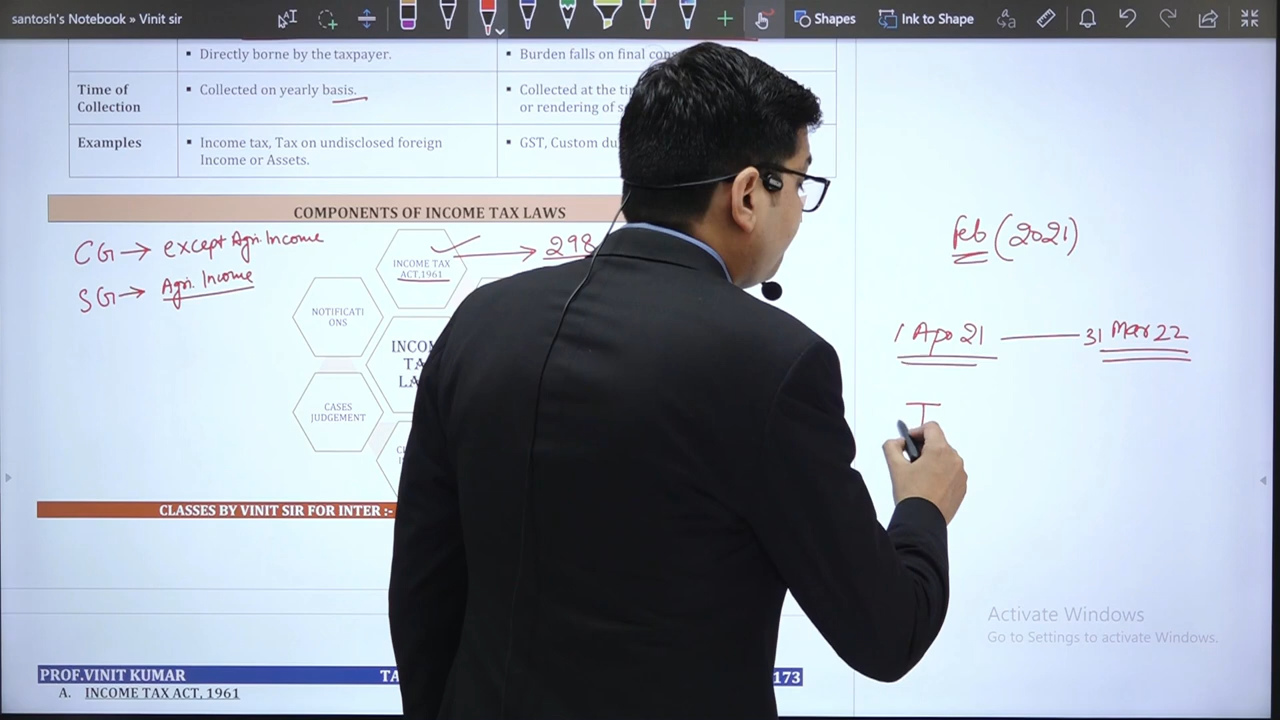 santosh's Notebook » Vinit sir
Shapes
Ink to Shape
▪ Directly borne by the taxpayer.
▪ Burden falls on final
Time of
Collection
▪ Collected on yearly basis.
▪ Collected at the
or rendering of
Examples
▪ Income tax, Tax on undisclosed foreign
Income or Assets.
▪ GST, Custom
COMPONENTS OF INCOME TAX LAWS
CG → except Agri. Income
SG → Agri. Income
INCOME TAX
ACT,1961
298
NOTIFICATI
ONS
CASES
JUDGEMENT
Feb (2021)
1 Apr 21 — 31 Mar 22
CLASSES BY VINIT SIR FOR INTER :-
Activate Windows
Go to Settings to activate Windows.
PROF.VINIT KUMAR
173
A. INCOME TAX ACT, 1961